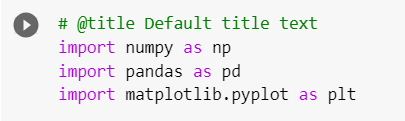 # @title Default title text
import numpy as np
import pandas as pd
import matplotlib.pyplot as plt